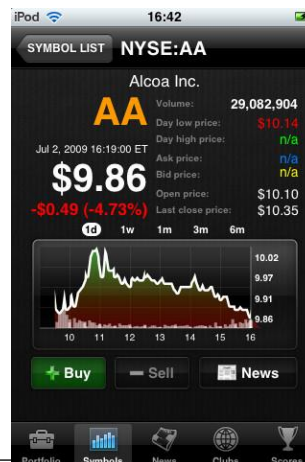 iPod 16:42
SYMBOL LIST NYSE:AA
Alcoa Inc.
AA
Jul 2, 2009 16:19:00 ET
$9.86
-$0.49 (-4.73%)
Volume: 29,082,904
Day low price: $10.14
Day high price: n/a
Ask price: n/a
Bid price: n/a
Open price: $10.10
Last close price: $10.35
1d 1w 1m 3m 6m
10.02
9.97
9.91
9.86
10 11 12 13 14 15 16
Buy Sell News
Portfolio Symbols News Clubs Scores